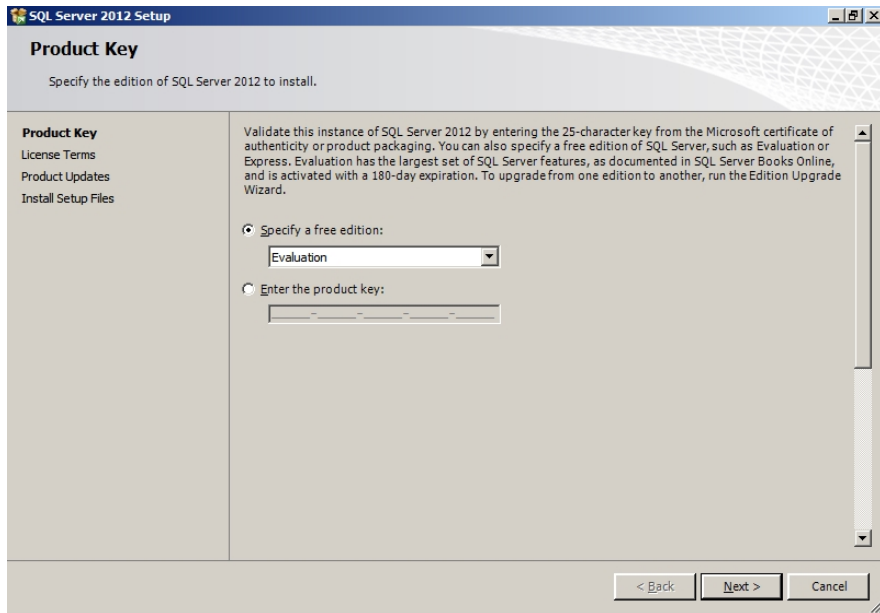 SQL Server 2012 Setup
Product Key
Specify the edition of SQL Server 2012 to install.
Product Key
License Terms
Product Updates
Install Setup Files
Validate this instance of SQL Server 2012 by entering the 25-character key from the Microsoft certificate of
authenticity or product packaging. You can also specify a free edition of SQL Server, such as Evaluation or
Express. Evaluation has the largest set of SQL Server features, as documented in SQL Server Books Online,
and is activated with a 180-day expiration. To upgrade from one edition to another, run the Edition Upgrade
Wizard.
Specify a free edition:
Evaluation
Enter the product key:
_____-_____-_____-_____-_____
< Back Next > Cancel